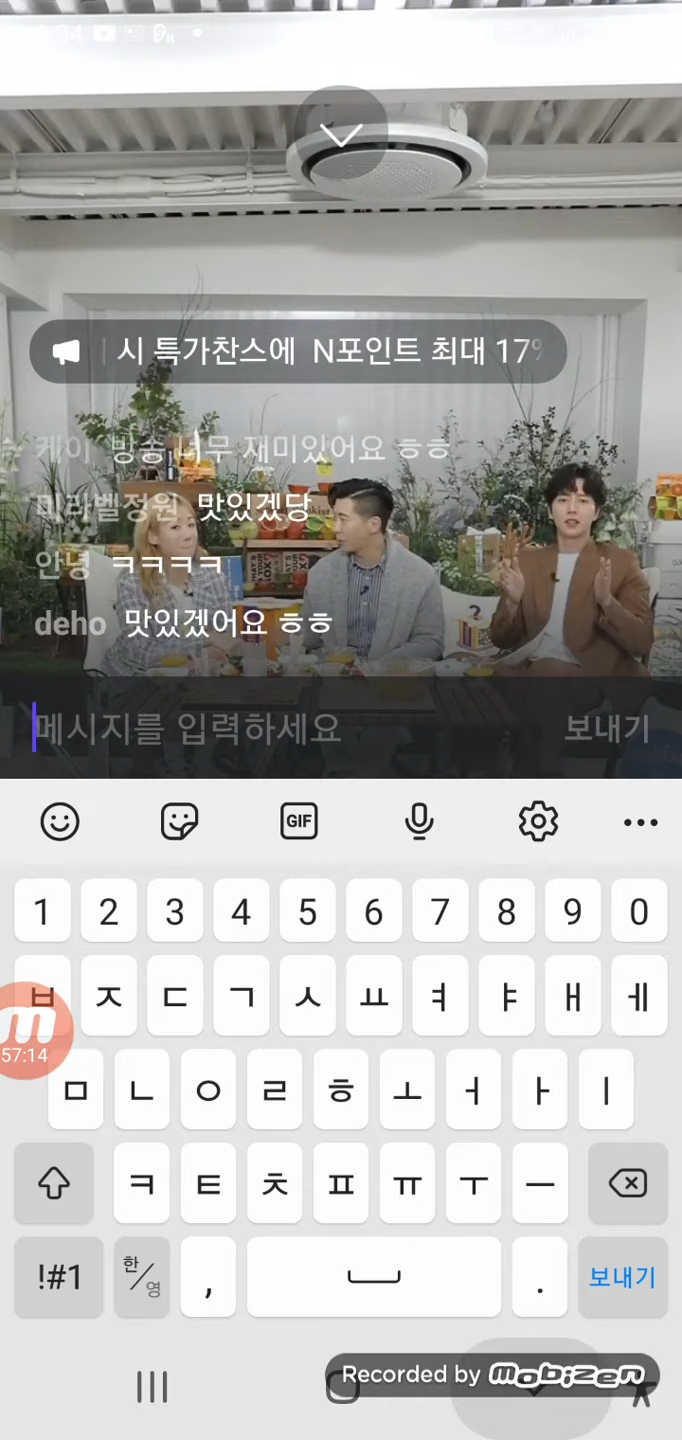 시 특가찬스에 N포인트 최대 17%
케이 방송 너무 재미있어요 ㅎㅎ
미라벨정원 맛있겠당
안녕 ㅋㅋㅋㅋ
deho 맛있겠어요 ㅎㅎ
메시지를 입력하세요 보내기
GIF
1 2 3 4 5 6 7 8 9 0
ㅂ ㅈ ㄷ ㄱ ㅅ ㅛ ㅕ ㅑ ㅐ ㅔ
57:14
ㅁ ㄴ ㅇ ㄹ ㅎ ㅗ ㅓ ㅏ ㅣ
ㅋ ㅌ ㅊ ㅍ ㅠ ㅜ ㅡ
!#1 한/영 , . 보내기
Recorded by mobizen